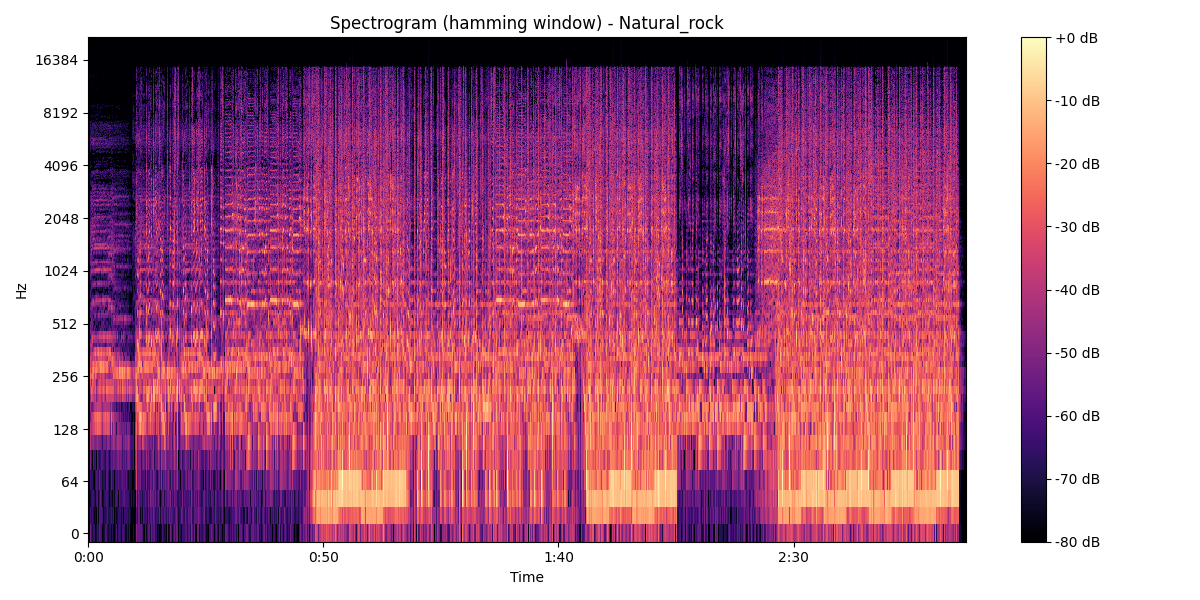 Spectrogram (hamming window) - Natural_rock
16384
8192
4096
2048
1024
512
256
128
64
0
Hz
0:00 0:50 1:40 2:30
Time
+0 dB
-10 dB
-20 dB
-30 dB
-40 dB
-50 dB
-60 dB
-70 dB
-80 dB